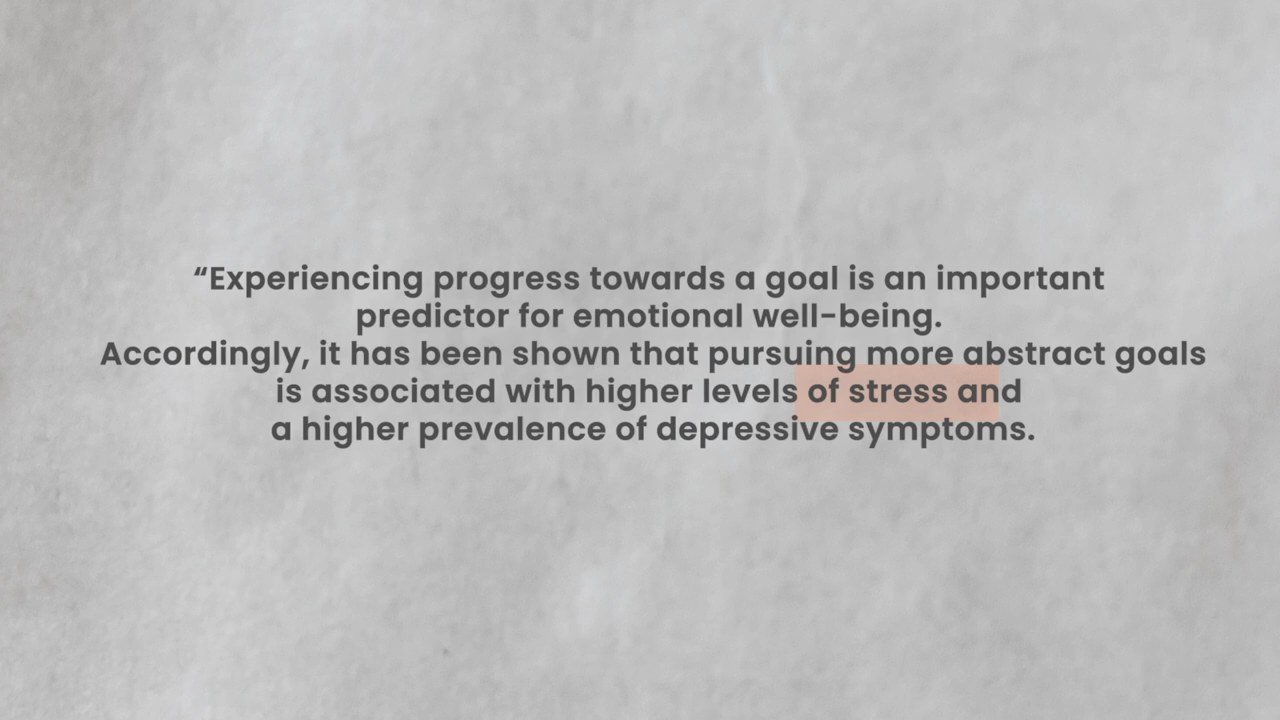 “Experiencing progress towards a goal is an important
predictor for emotional well-being.
Accordingly, it has been shown that pursuing more abstract goals
is associated with higher levels of stress and
a higher prevalence of depressive symptoms.